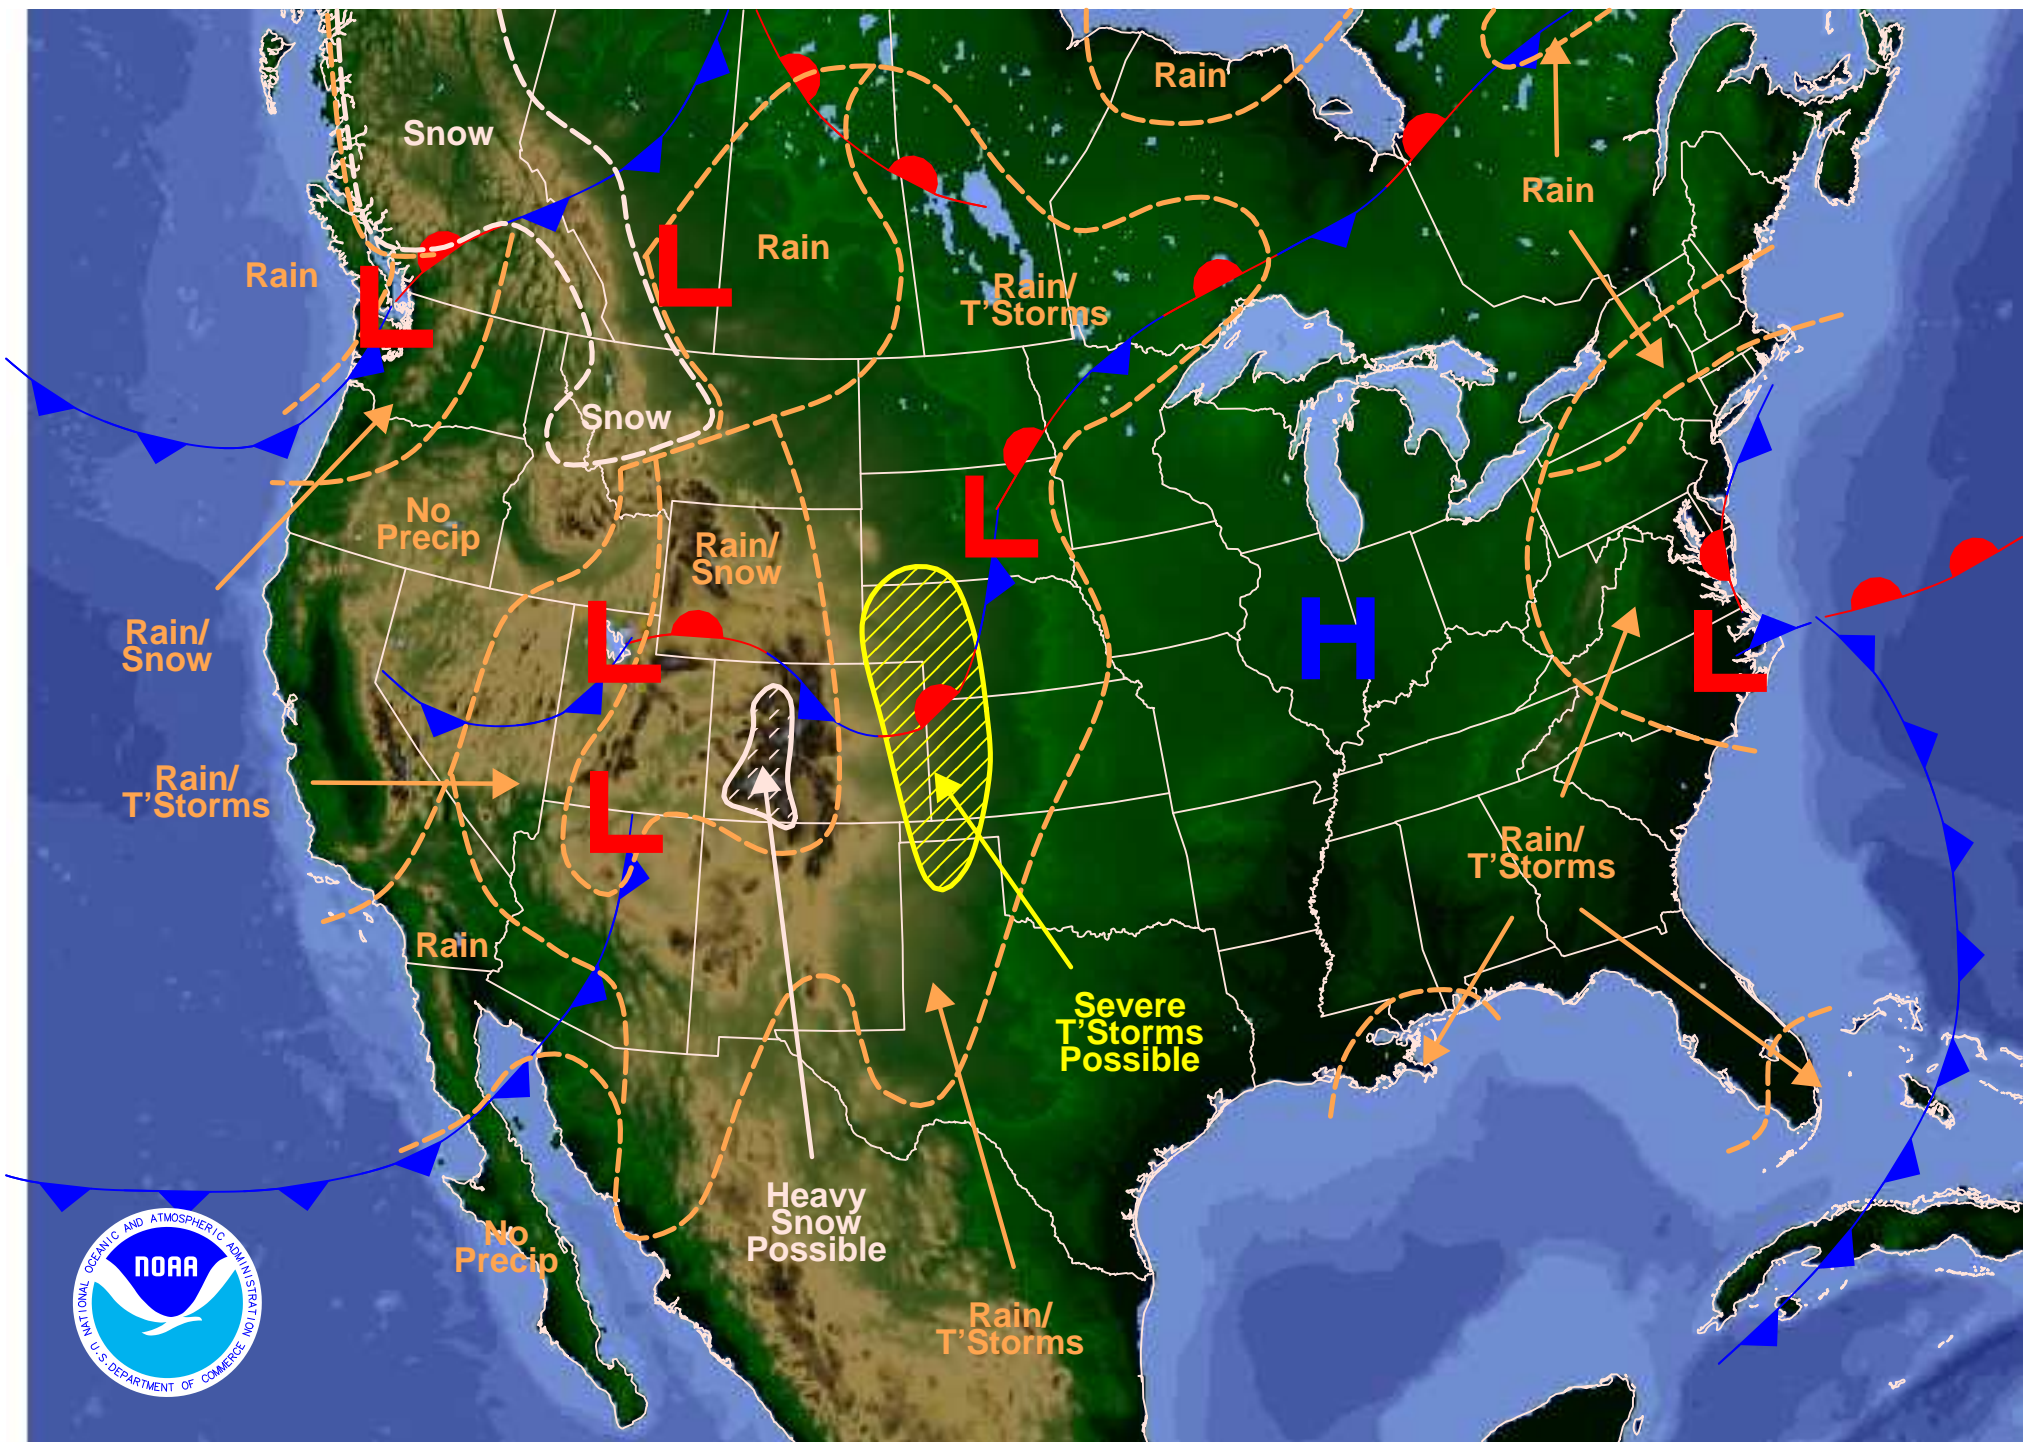 Rain
Snow
Rain
Rain
Rain
Rain/
T'Storms
Snow
No
Precip
Rain/
Snow
Rain/
Snow
H
L
L
L
L
L
L
Rain/
T'Storms
Rain/
T'Storms
Rain
Severe
T'Storms
Possible
Heavy
Snow
Possible
No
Precip
Rain/
T'Storms
NATIONAL OCEANIC AND ATMOSPHERIC ADMINISTRATION
NOAA
U.S. DEPARTMENT OF COMMERCE